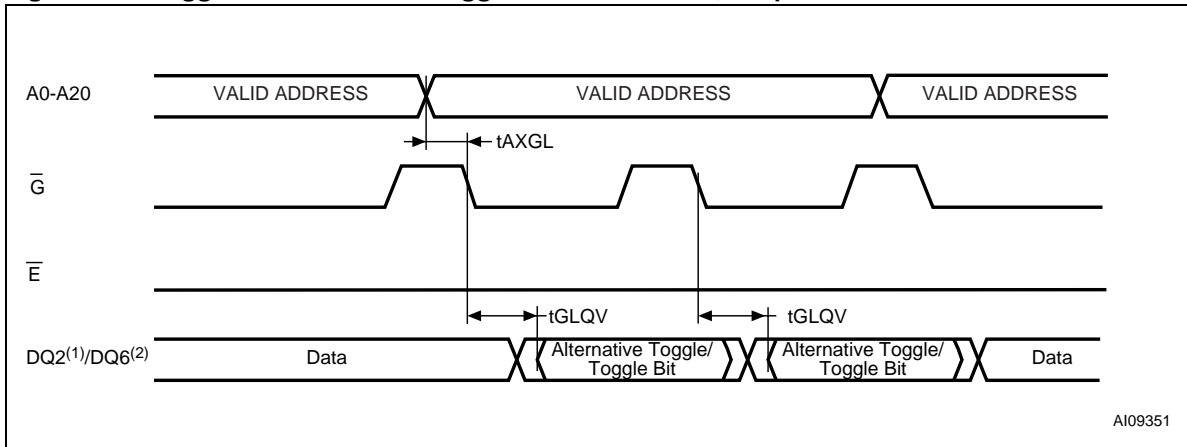 A0-A20
VALID ADDRESS
VALID ADDRESS
VALID ADDRESS
tAXGL
G
E
tGLQV
tGLQV
DQ2(1)/DQ6(2)
Data
Alternative Toggle/
Toggle Bit
Alternative Toggle/
Toggle Bit
Data
AI09351